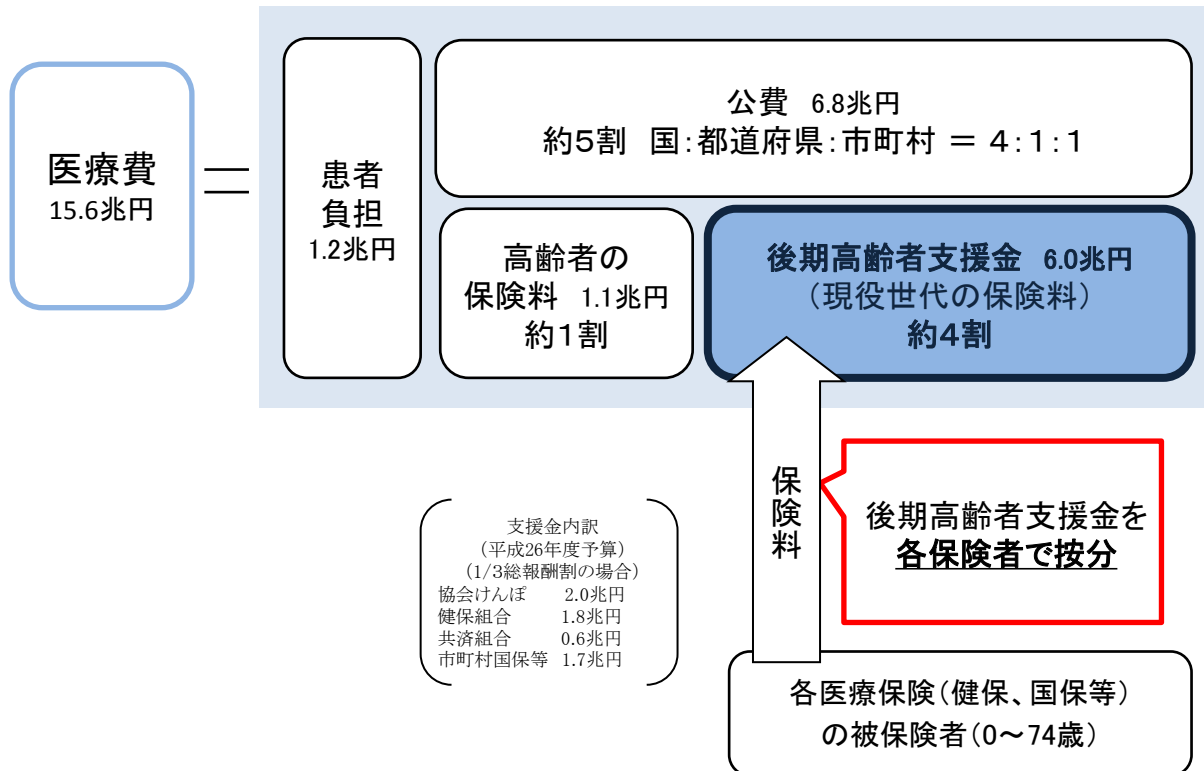 医療費
15.6兆円
＝
患者
負担
1.2兆円
公費 6.8兆円
約5割 国：都道府県：市町村 ＝ 4：1：1
高齢者の
保険料 1.1兆円
約1割
後期高齢者支援金 6.0兆円
（現役世代の保険料）
約4割
保険料
後期高齢者支援金を
各保険者で按分
支援金内訳
（平成26年度予算）
（1/3総報酬割の場合）
協会けんぽ 2.0兆円
健保組合 1.8兆円
共済組合 0.6兆円
市町村国保等 1.7兆円
各医療保険（健保、国保等）
の被保険者（0～74歳）